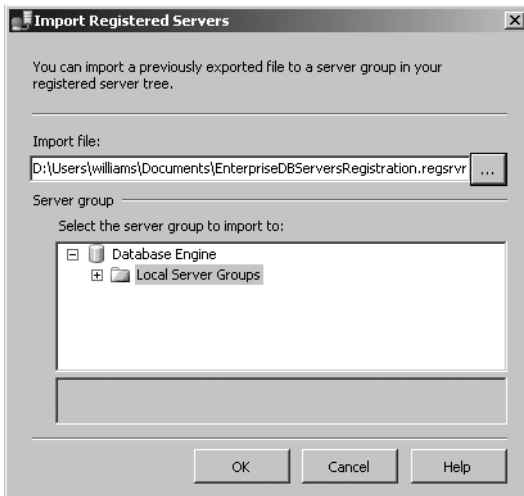 Import Registered Servers
You can import a previously exported file to a server group in your
registered server tree.
Import file:
D:\Users\williams\Documents\EnterpriseDBServersRegistration.regsrvr
...
Server group
Select the server group to import to:
Database Engine
Local Server Groups
OK Cancel Help